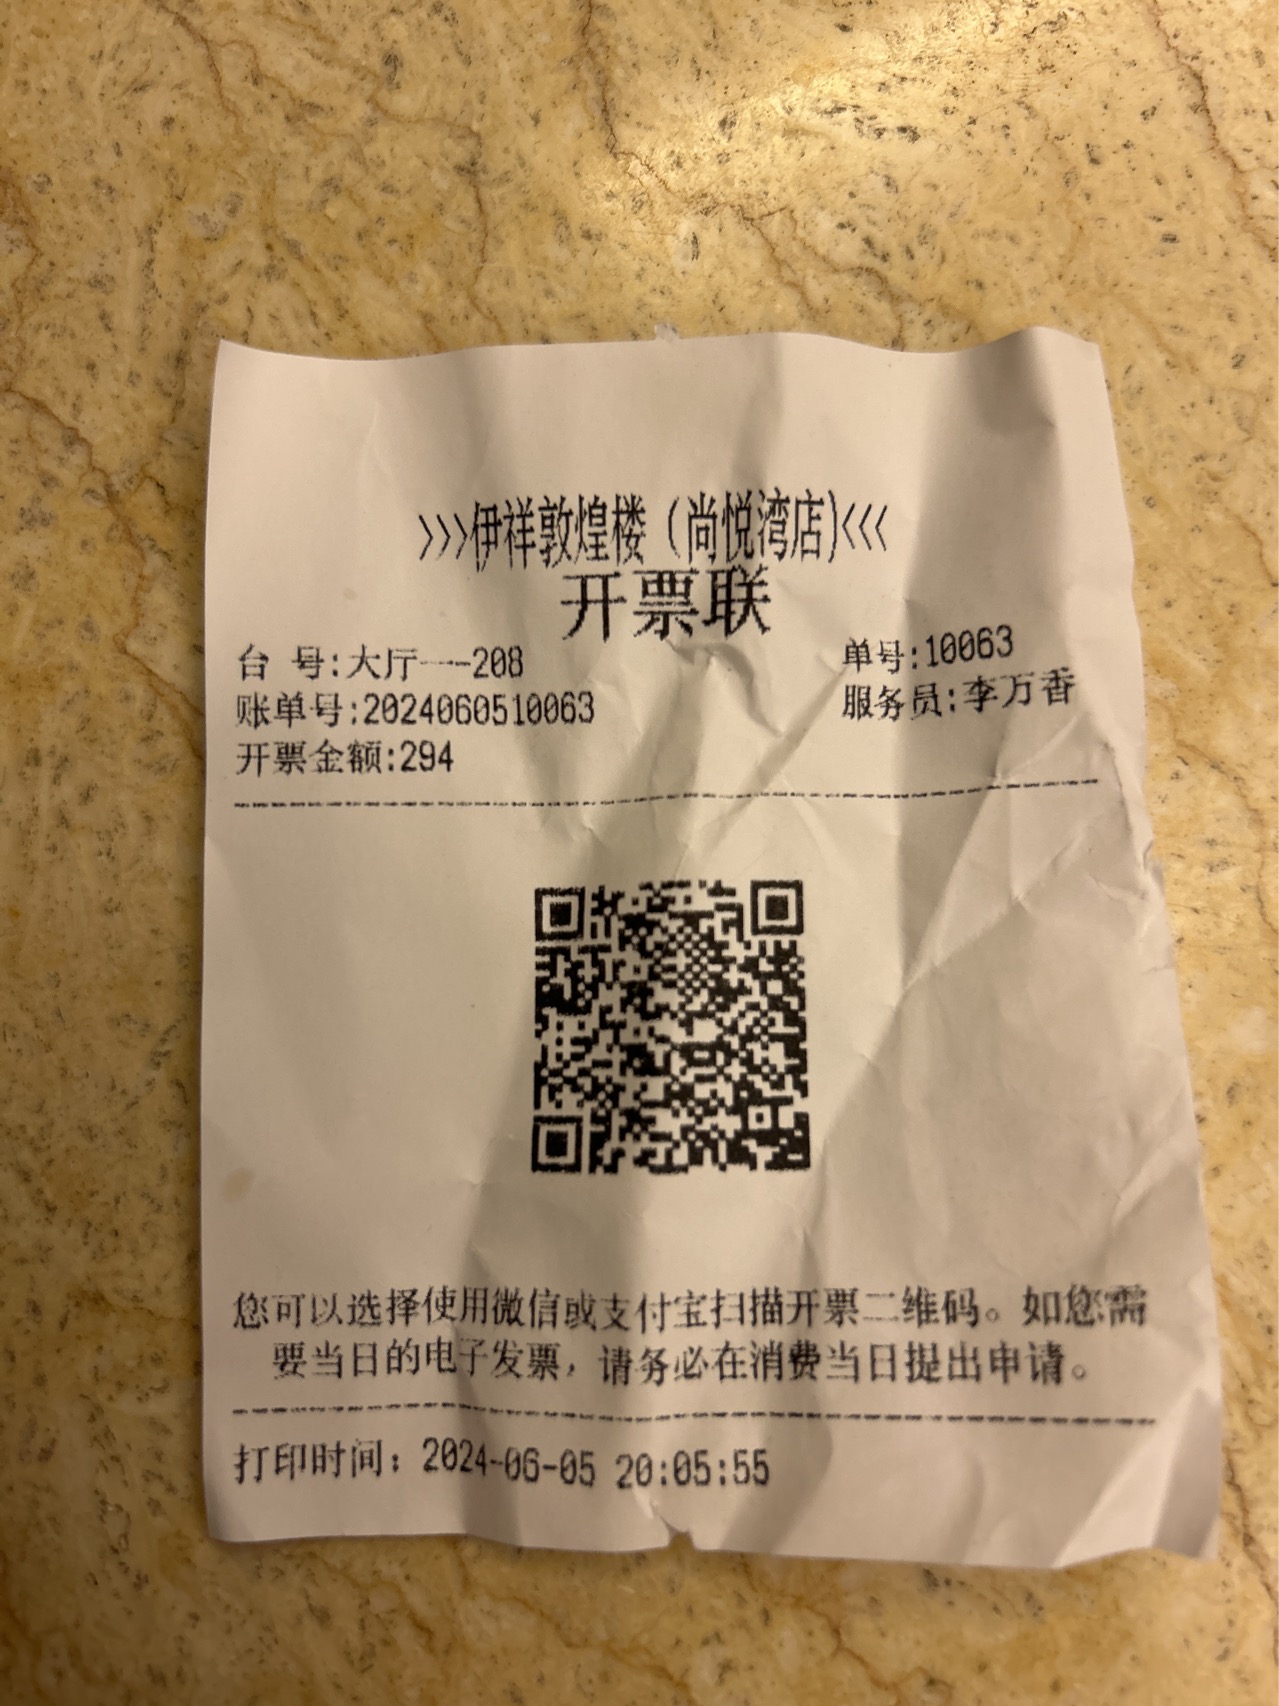 >>>伊祥敦煌楼（尚悦湾店)<<<
开票联
台 号:大厅一--208 单号:10063
账单号:2024060510063 服务员:李万香
开票金额:294
您可以选择使用微信或支付宝扫描开票二维码。如您需
要当日的电子发票，请务必在消费当日提出申请。
打印时间：2024-06-05 20:05:55